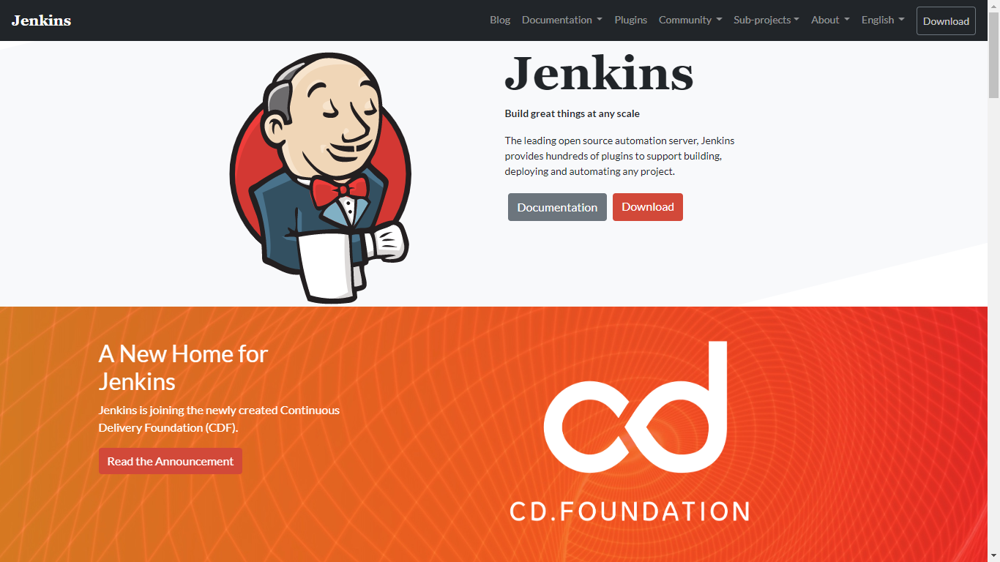 Jenkins
Blog Documentation Plugins Community Sub-projects About English Download
Jenkins
Build great things at any scale
The leading open source automation server, Jenkins
provides hundreds of plugins to support building,
deploying and automating any project.
Documentation Download
A New Home for
Jenkins
Jenkins is joining the newly created Continuous
Delivery Foundation (CDF).
Read the Announcement
cd
CD.FOUNDATION